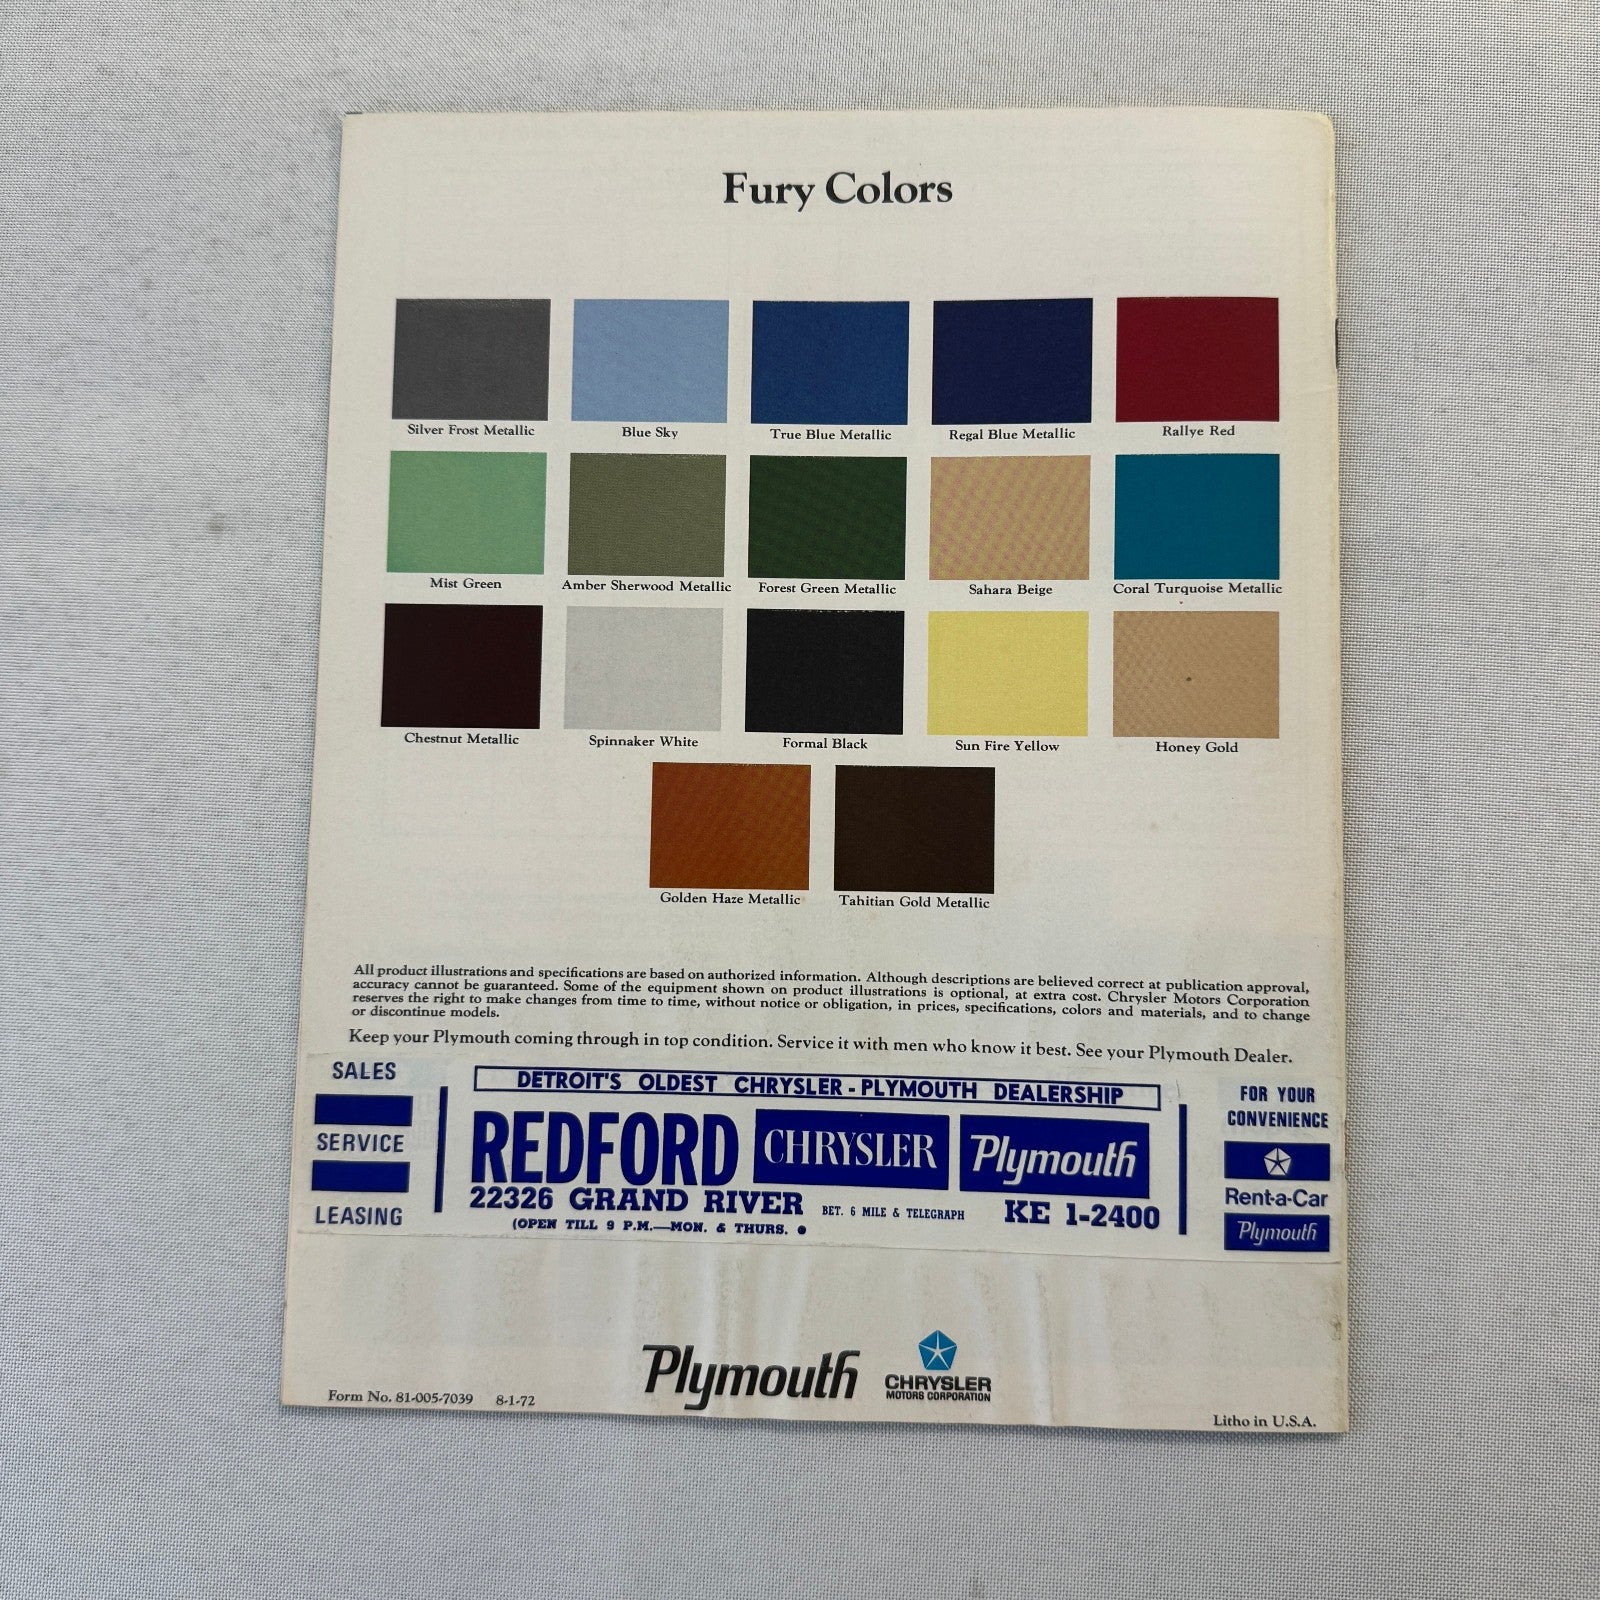 Fury Colors
Silver Frost Metallic
Blue Sky
True Blue Metallic
Regal Blue Metallic
Rallye Red
Mist Green
Amber Sherwood Metallic
Forest Green Metallic
Sahara Beige
Coral Turquoise Metallic
Chestnut Metallic
Spinnaker White
Formal Black
Sun Fire Yellow
Honey Gold
Golden Haze Metallic
Tahitian Gold Metallic
All product illustrations and specifications are based on authorized information. Although descriptions are believed correct at publication approval,
accuracy cannot be guaranteed. Some of the equipment shown on product illustrations is optional, at extra cost. Chrysler Motors Corporation
reserves the right to make changes from time to time, without notice or obligation, in prices, specifications, colors and materials, and to change
or discontinue models.
Keep your Plymouth coming through in top condition. Service it with men who know it best. See your Plymouth Dealer.
SALES
SERVICE
LEASING
DETROIT'S OLDEST CHRYSLER-PLYMOUTH DEALERSHIP
REDFORD CHRYSLER Plymouth
22326 GRAND RIVER BET. 6 MILE & TELEGRAPH KE 1-2400
(OPEN TILL 9 P.M.—MON. & THURS. ●
FOR YOUR
CONVENIENCE
Rent-a-Car
Plymouth
Plymouth
CHRYSLER
MOTORS CORPORATION
Form No. 81-005-7039 8-1-72
Litho in U.S.A.